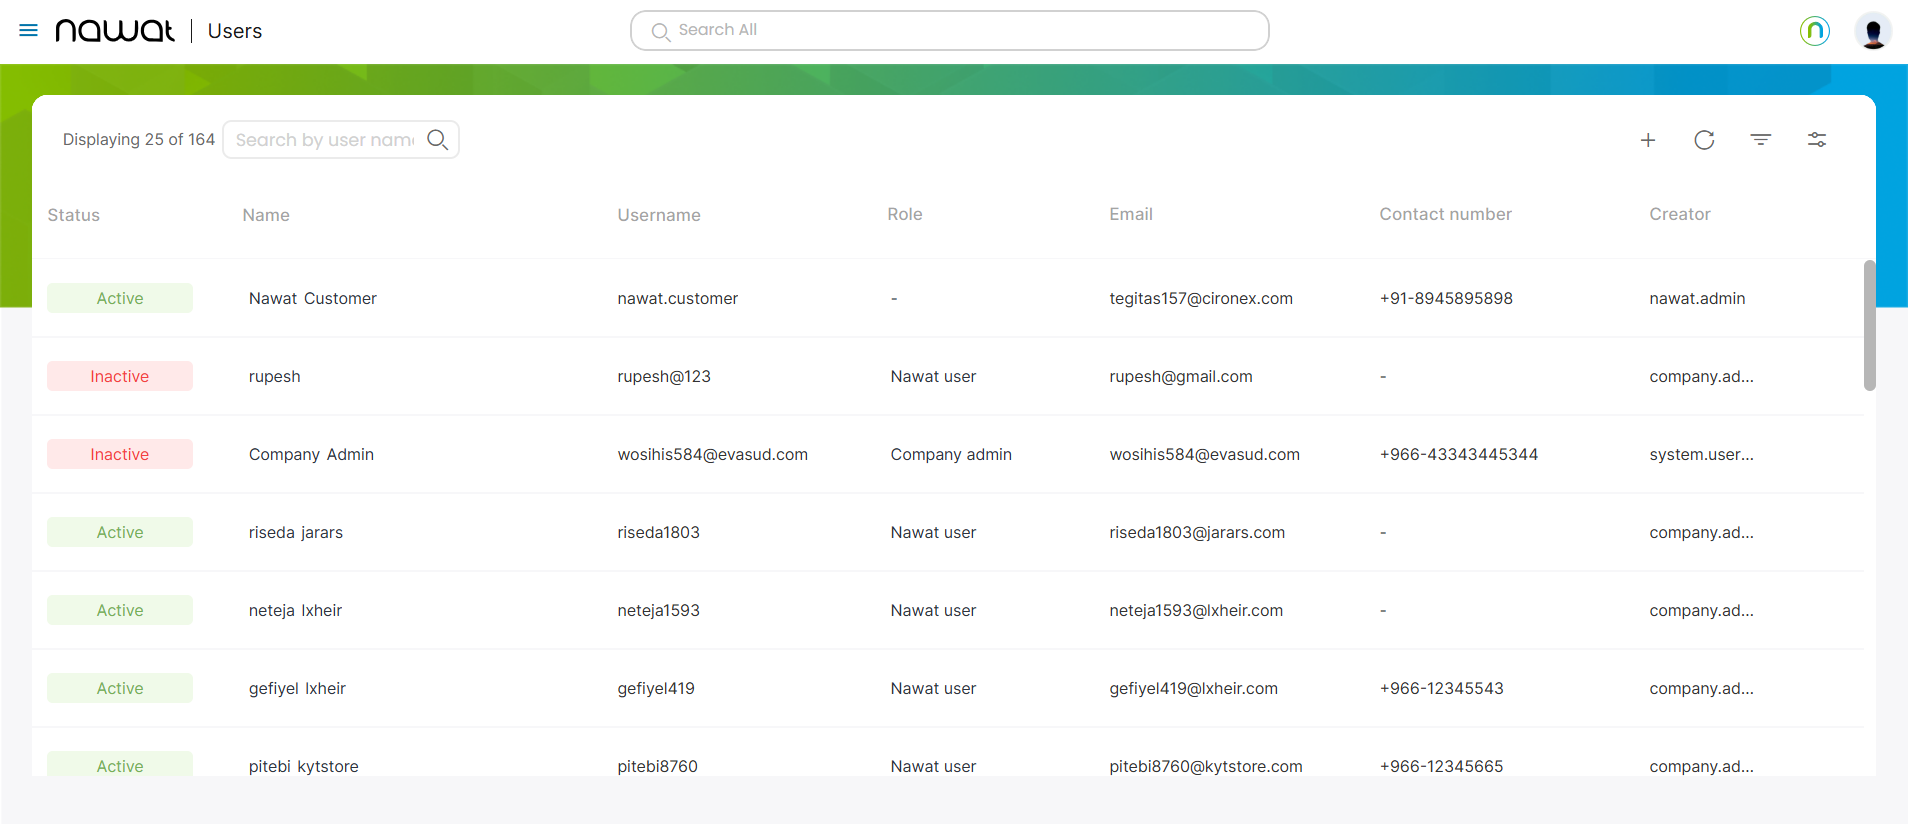 nawat | Users
Search All
Displaying 25 of 164
Search by user nam
Status Name Username Role Email Contact number Creator
Active Nawat Customer nawat.customer - tegitas157@cironex.com +91-8945895898 nawat.admin
Inactive rupesh rupesh@123 Nawat user rupesh@gmail.com - company.ad...
Inactive Company Admin wosihis584@evasud.com Company admin wosihis584@evasud.com +966-43343445344 system.user...
Active riseda jarars riseda1803 Nawat user riseda1803@jarars.com - company.ad...
Active neteja lxheir neteja1593 Nawat user neteja1593@lxheir.com - company.ad...
Active gefiyel lxheir gefiyel419 Nawat user gefiyel419@lxheir.com +966-12345543 company.ad...
Active pitebi kytstore pitebi8760 Nawat user pitebi8760@kytstore.com +966-12345665 company.ad...